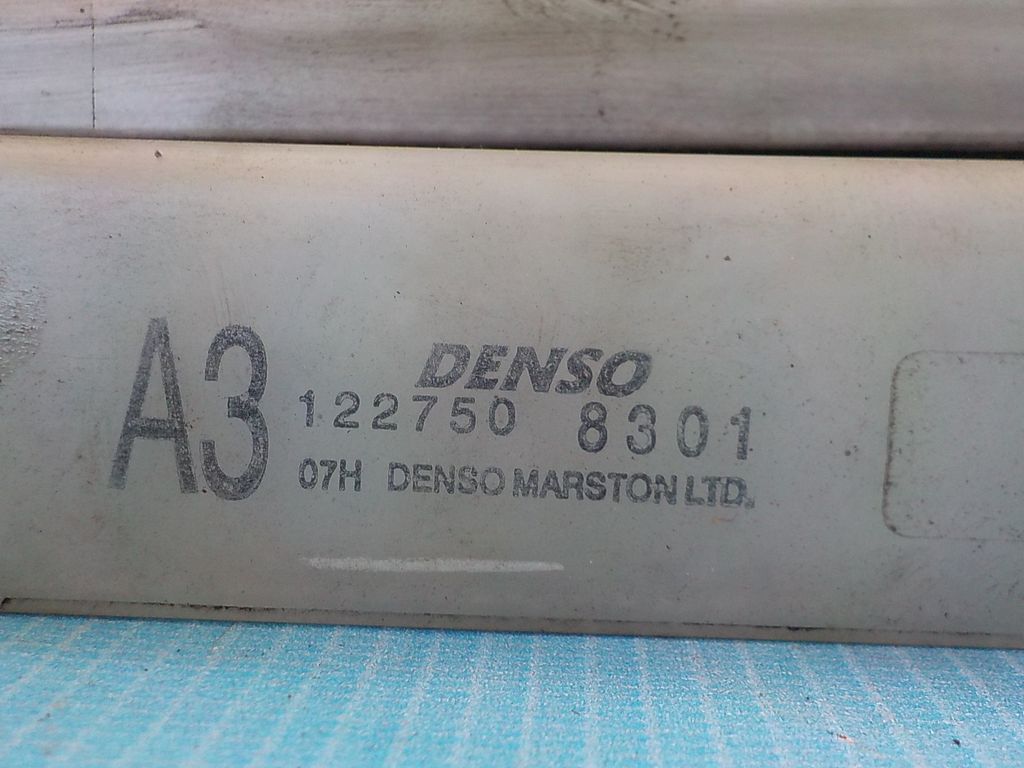 A3
DENSO
122750 8301
07H DENSO MARSTON LTD.